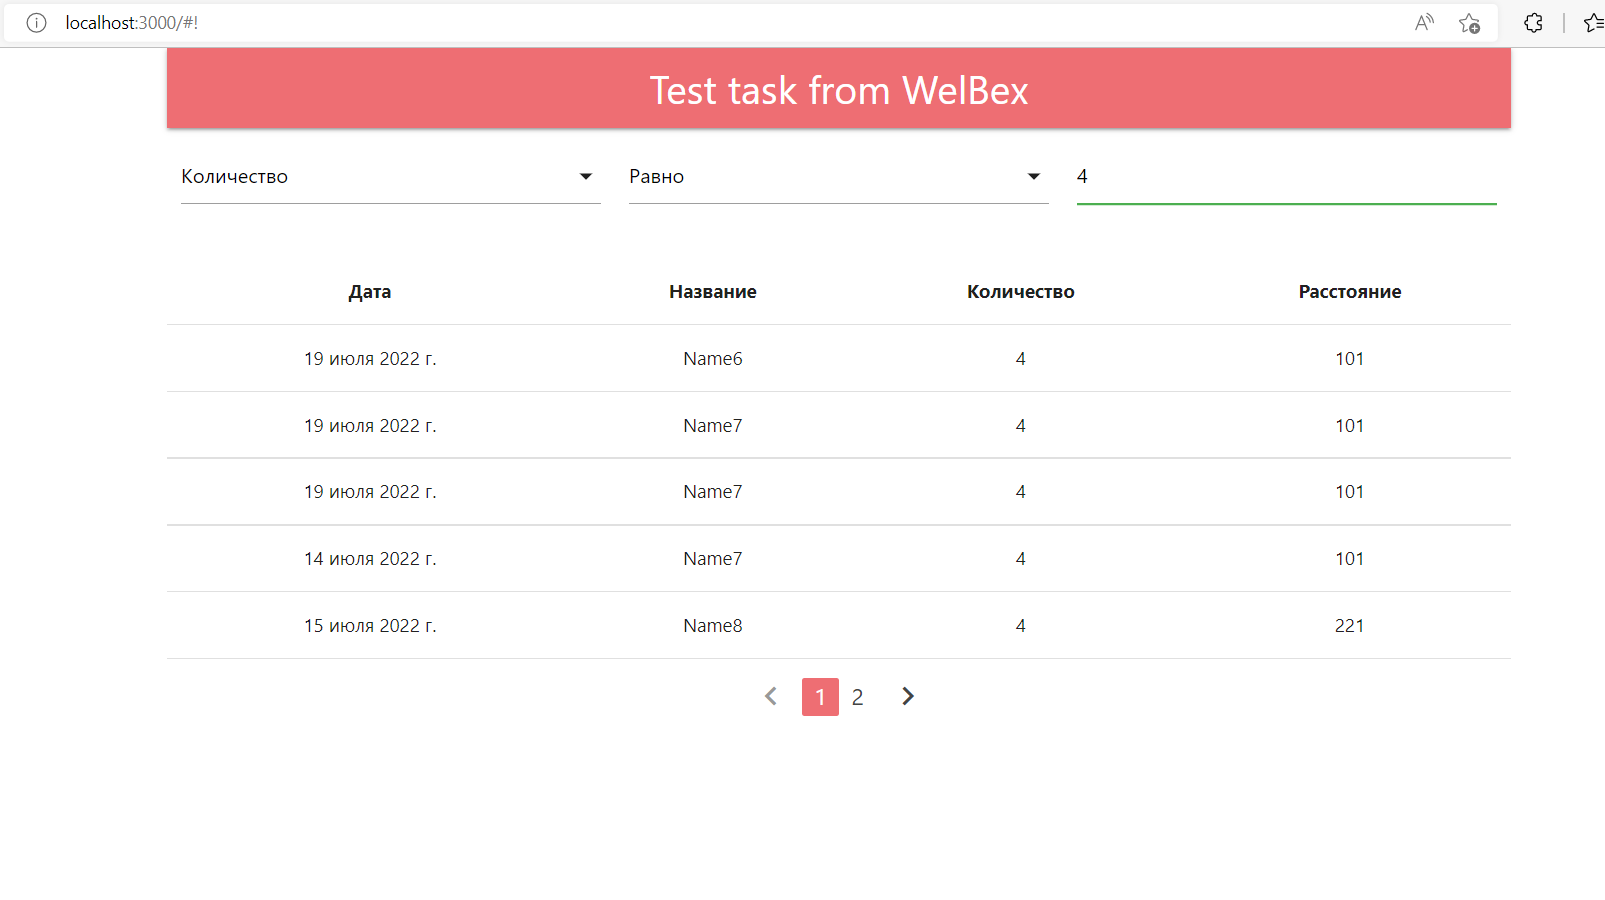 localhost:3000/#!
Test task from WelBex
Количество Равно 4
Дата Название Количество Расстояние
19 июля 2022 г. Name6 4 101
19 июля 2022 г. Name7 4 101
19 июля 2022 г. Name7 4 101
14 июля 2022 г. Name7 4 101
15 июля 2022 г. Name8 4 221
1 2